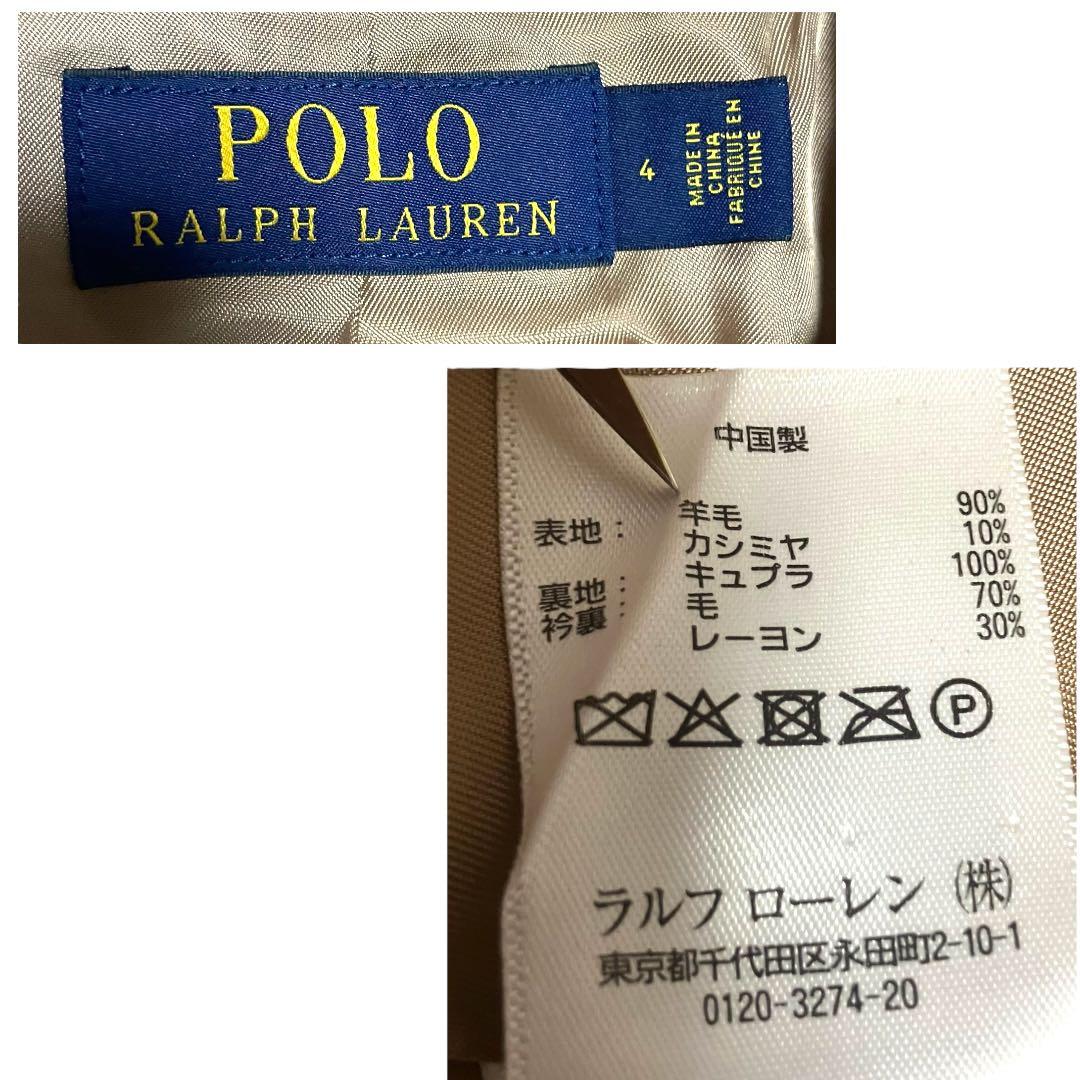 POLO
RALPH LAUREN
4
MADE IN
CHINA
FABRIQUÉ EN
CHINE
中国製
表地: 羊毛 90%
カシミヤ 10%
裏地: キュプラ 100%
衿裏: 毛 70%
レーヨン 30%
P
ラルフ ローレン (株)
東京都千代田区永田町2-10-1
0120-3274-20